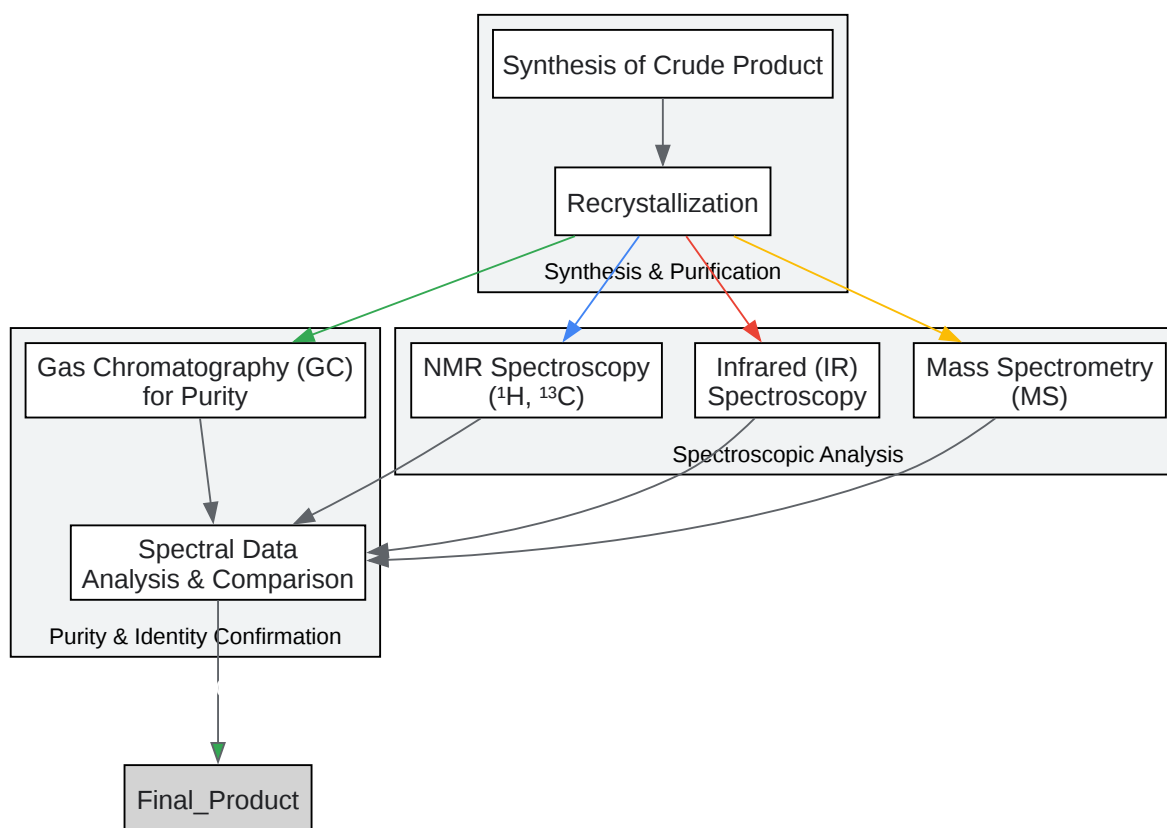 Synthesis of Crude Product
Recrystallization
Synthesis & Purification
Gas Chromatography (GC)
for Purity
NMR Spectroscopy
(¹H, ¹³C)
Infrared (IR)
Spectroscopy
Mass Spectrometry
(MS)
Spectroscopic Analysis
Spectral Data
Analysis & Comparison
Purity & Identity Confirmation
Final_Product